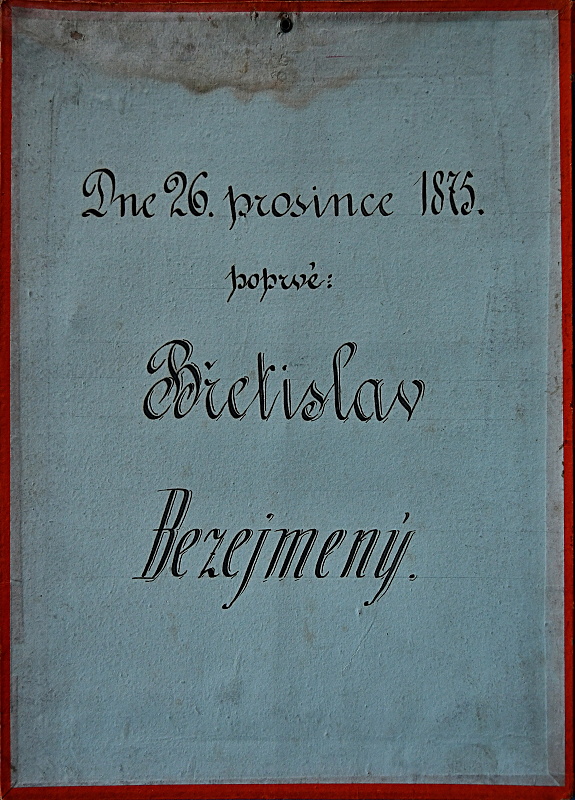 Dne 26. prosince 1875.
poprvé:
Břetislav
Bezejmený.